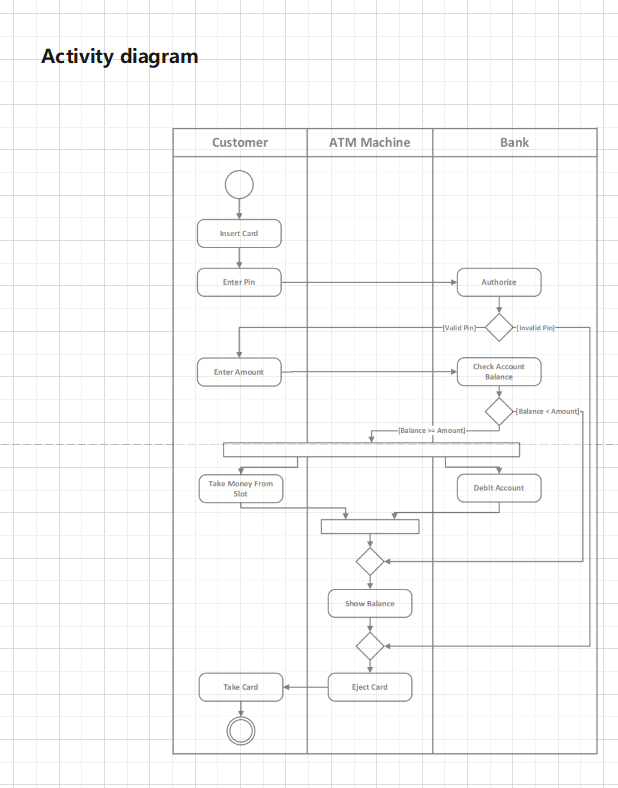 Activity diagram
Customer
ATM Machine
Bank
Insert Card
Enter Pin
Authorize
[Valid Pin]
[Invalid Pin]
Enter Amount
Check Account
Balance
[Balance < Amount]
[Balance >= Amount]
Take Money From
Slot
Debit Account
Show Balance
Take Card
Eject Card